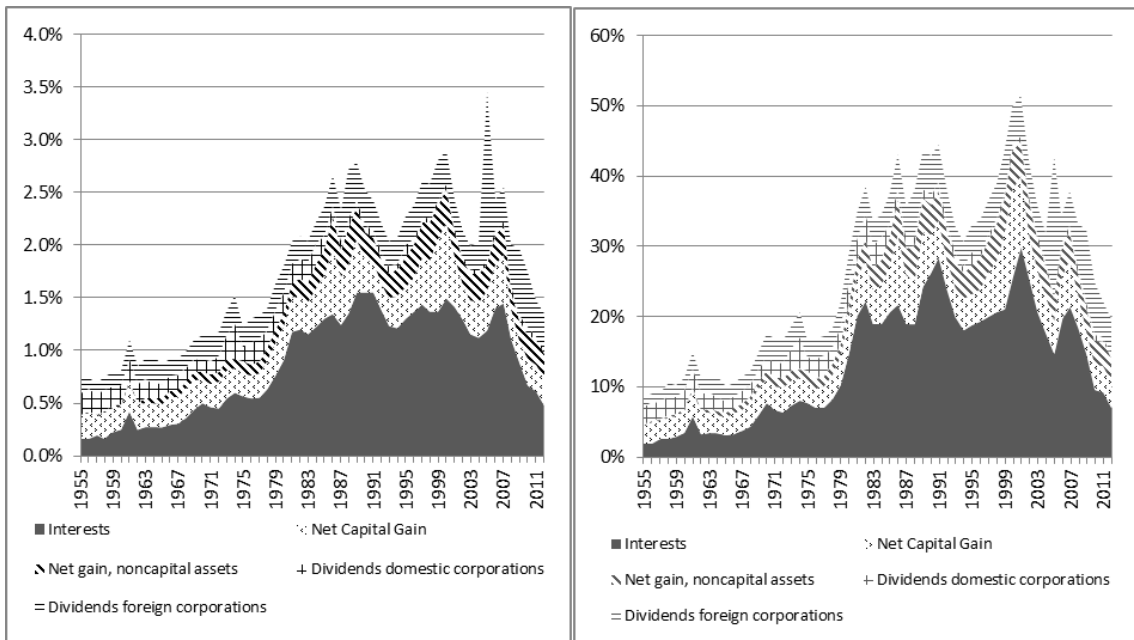 4.0%
3.5%
3.0%
2.5%
2.0%
1.5%
1.0%
0.5%
0.0%
1955 1959 1963 1967 1971 1975 1979 1983 1987 1991 1995 1999 2003 2007 2011
Interests Net Capital Gain
Net gain, noncapital assets Dividends domestic corporations
Dividends foreign corporations
60%
50%
40%
30%
20%
10%
0%
1955 1959 1963 1967 1971 1975 1979 1983 1987 1991 1995 1999 2003 2007 2011
Interests Net Capital Gain
Net gain, noncapital assets Dividends domestic corporations
Dividends foreign corporations